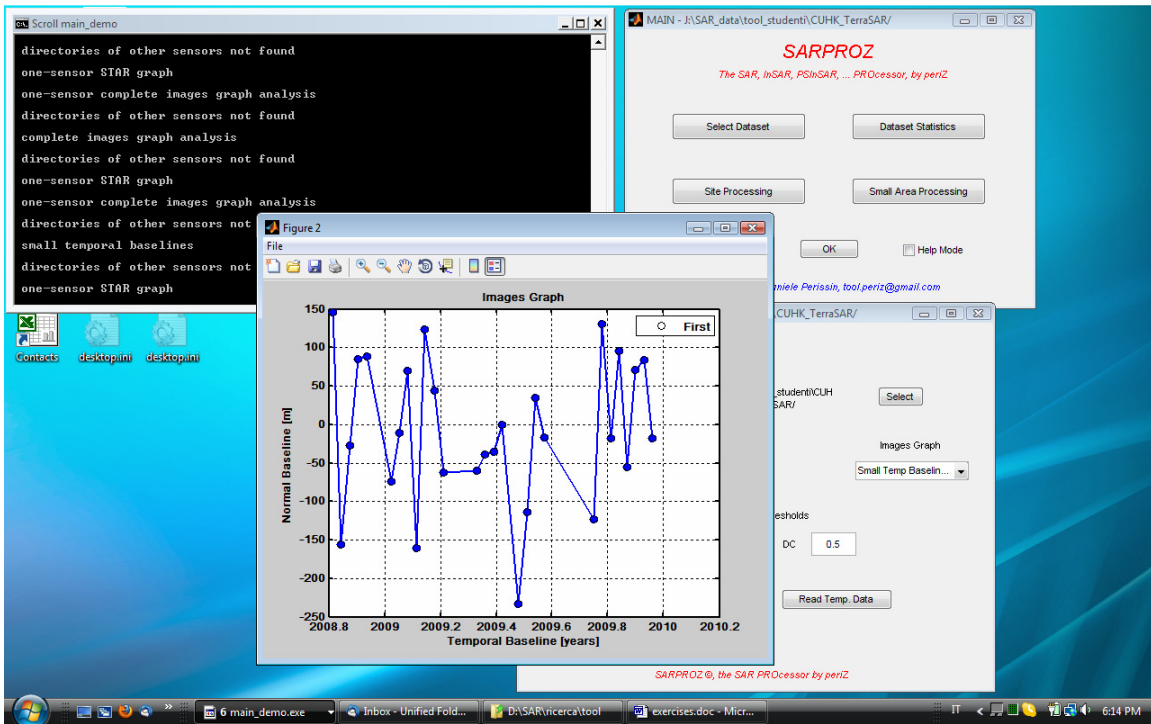 Scroll main_demo
directories of other sensors not found
one-sensor STAR graph
one-sensor complete images graph analysis
directories of other sensors not found
complete images graph analysis
directories of other sensors not found
one-sensor STAR graph
one-sensor complete images graph analysis
directories of other sensors not
small temporal baselines
directories of other sensors not
one-sensor STAR graph
MAIN - J:\SAR_data\tool_studenti\CUHK_TerraSAR/
SARPROZ
The SAR, InSAR, PSInSAR, ... PROcessor, by periZ
Select Dataset
Dataset Statistics
Site Processing
Small Area Processing
OK
Help Mode
niele Perissin, tool.periz@gmail.com
Figure 2
File
Images Graph
First
150
100
50
0
-50
-100
-150
-200
-250
Normal Baseline [m]
2008.8 2009 2009.2 2009.4 2009.6 2009.8 2010 2010.2
Temporal Baseline [years]
CUHK_TerraSAR/
_studenti\CUH
SAR/
Select
Images Graph
Small Temp Baselin...
esholds
DC 0.5
Read Temp. Data
SARPROZ ©, the SAR PROcessor by periZ
Contacts
desktop.ini
desktop.ini
6 main_demo.exe
Inbox - Unified Fold...
D:\SAR\ricerca\tool
exercises.doc - Micr...
IT
6:14 PM